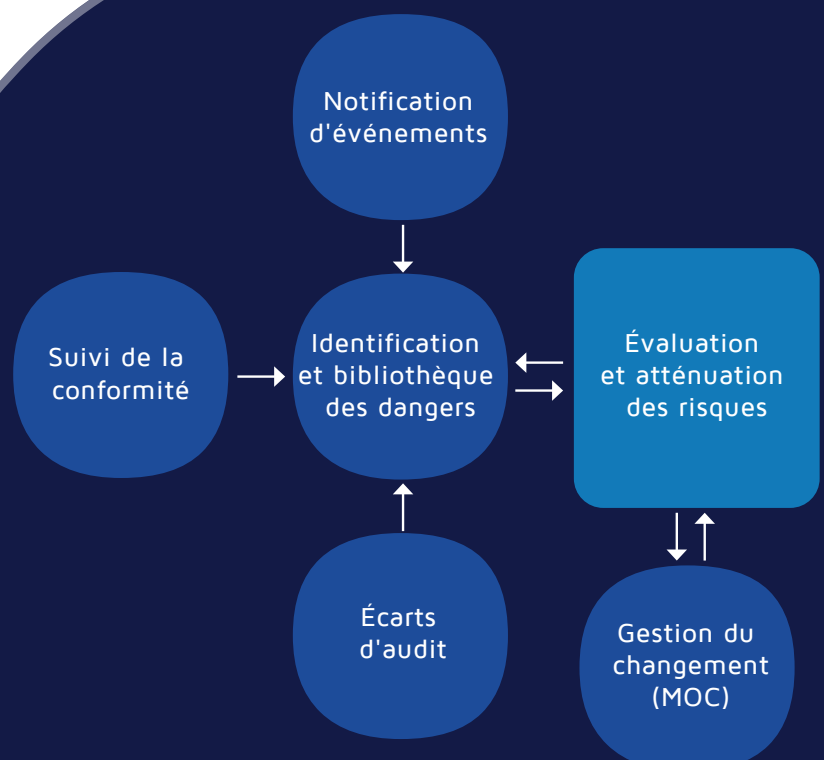 Notification
d'événements
Suivi de la
conformité
Identification
et bibliothèque
des dangers
Évaluation
et atténuation
des risques
Écarts
d'audit
Gestion du
changement
(MOC)